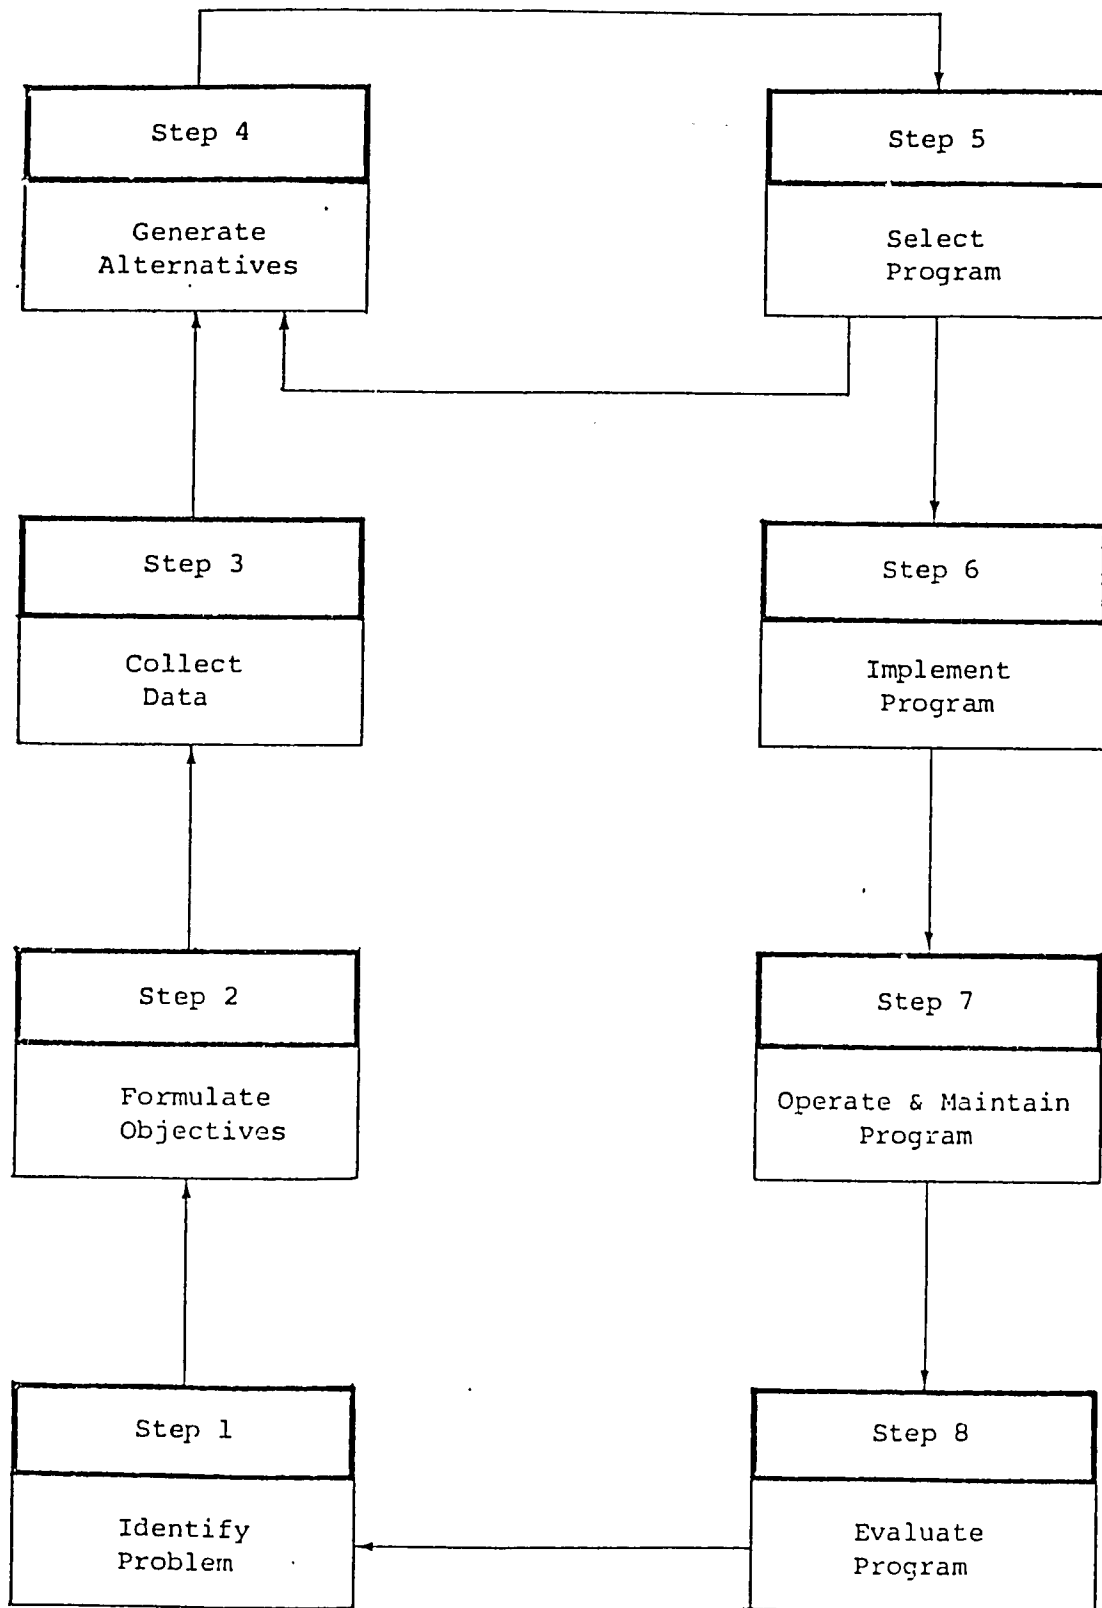 Step 4
Generate
Alternatives
Step 5
Select
Program
Step 3
Collect
Data
Step 6
Implement
Program
Step 2
Formulate
Objectives
Step 7
Operate & Maintain
Program
Step 1
Identify
Problem
Step 8
Evaluate
Program